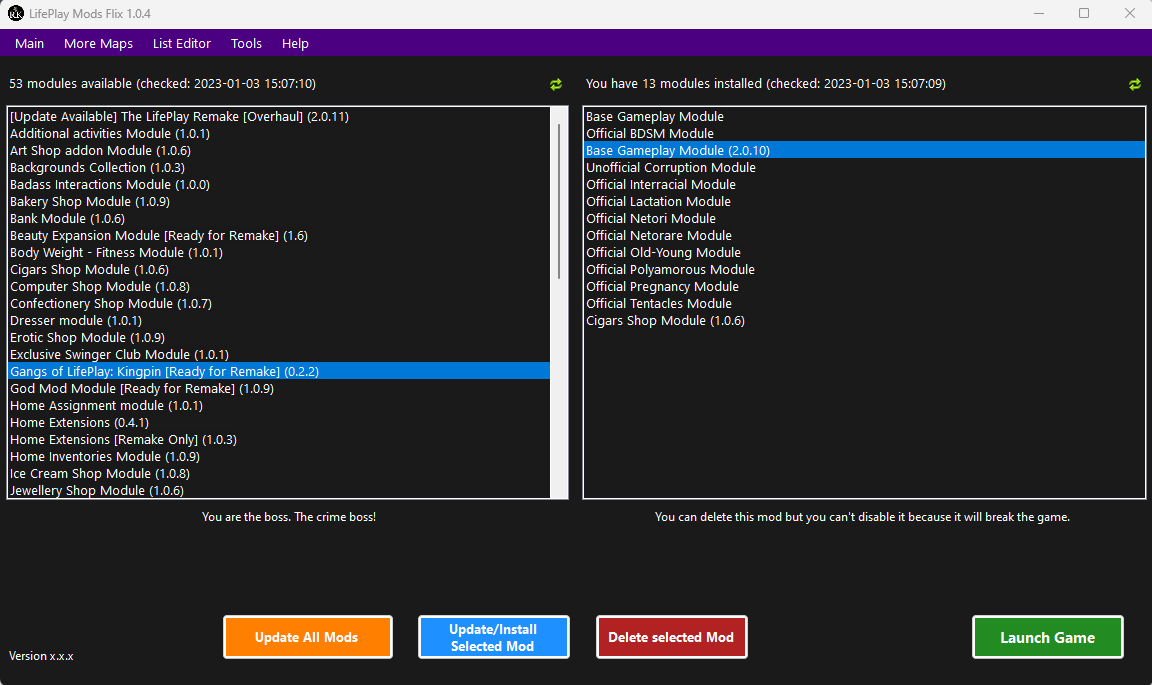 RK LifePlay Mods Flix 1.0.4
Main More Maps List Editor Tools Help
53 modules available (checked: 2023-01-03 15:07:10)
[Update Available] The LifePlay Remake [Overhaul] (2.0.11)
Additional activities Module (1.0.1)
Art Shop addon Module (1.0.6)
Backgrounds Collection (1.0.3)
Badass Interactions Module (1.0.0)
Bakery Shop Module (1.0.9)
Bank Module (1.0.6)
Beauty Expansion Module [Ready for Remake] (1.6)
Body Weight - Fitness Module (1.0.1)
Cigars Shop Module (1.0.6)
Computer Shop Module (1.0.8)
Confectionery Shop Module (1.0.7)
Dresser module (1.0.1)
Erotic Shop Module (1.0.9)
Exclusive Swinger Club Module (1.0.1)
Gangs of LifePlay: Kingpin [Ready for Remake] (0.2.2)
God Mod Module [Ready for Remake] (1.0.9)
Home Assignment module (1.0.1)
Home Extensions (0.4.1)
Home Extensions [Remake Only] (1.0.3)
Home Inventories Module (1.0.9)
Ice Cream Shop Module (1.0.8)
Jewellery Shop Module (1.0.6)
You are the boss. The crime boss!
You have 13 modules installed (checked: 2023-01-03 15:07:09)
Base Gameplay Module
Official BDSM Module
Base Gameplay Module (2.0.10)
Unofficial Corruption Module
Official Interracial Module
Official Lactation Module
Official Netori Module
Official Netorare Module
Official Old-Young Module
Official Polyamorous Module
Official Pregnancy Module
Official Tentacles Module
Cigars Shop Module (1.0.6)
You can delete this mod but you can't disable it because it will break the game.
Update All Mods
Update/Install
Selected Mod
Delete selected Mod
Launch Game
Version x.x.x